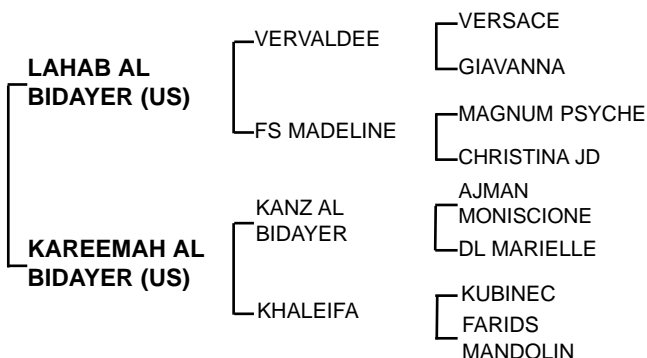 VERSACE
VERVALDEE
GIAVANNA
LAHAB AL
BIDAYER (US)
MAGNUM PSYCHE
FS MADELINE
CHRISTINA JD
AJMAN
MONISCIONE
KANZ AL
BIDAYER
DL MARIELLE
KAREEMAH AL
BIDAYER (US)
KUBINEC
KHALEIFA
FARIDS
MANDOLIN